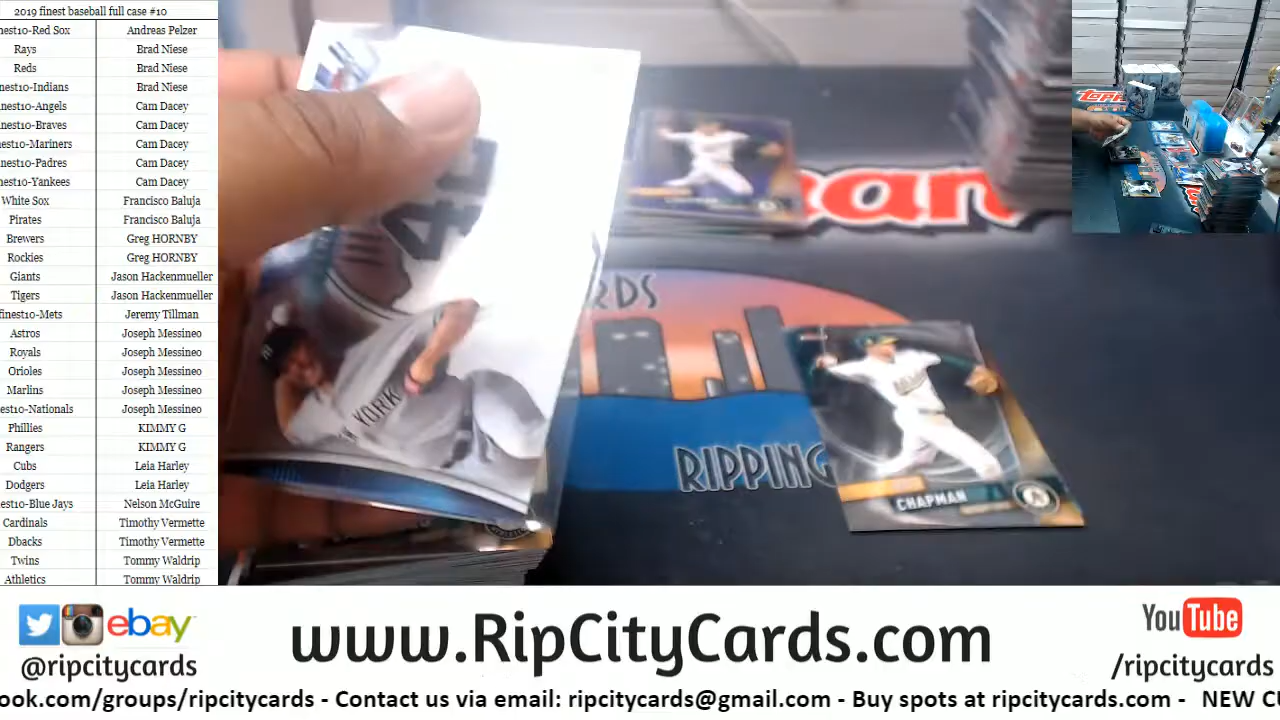 2019 finest baseball full case #10
nest10-Red Sox Andreas Pelzer
Rays Brad Niese
Reds Brad Niese
nest10-Indians Brad Niese
nest10-Angels Cam Dacey
nest10-Braves Cam Dacey
nest10-Mariners Cam Dacey
nest10-Padres Cam Dacey
nest10-Yankees Cam Dacey
White Sox Francisco Baluja
Pirates Francisco Baluja
Brewers Greg HORNBY
Rockies Greg HORNBY
Giants Jason Hackenmueller
Tigers Jason Hackenmueller
finest10-Mets Jeremy Tillman
Astros Joseph Messineo
Royals Joseph Messineo
Orioles Joseph Messineo
Marlins Joseph Messineo
est10-Nationals Joseph Messineo
Phillies KIMMY G
Rangers KIMMY G
Cubs Leia Harley
Dodgers Leia Harley
est10-Blue Jays Nelson McGuire
Cardinals Timothy Vermette
Dbacks Timothy Vermette
Twins Tommy Waldrip
Athletics Tommy Waldrip
YORK
RDS
RIPPING
CHAPMAN
TOPPS
ebay
@ripcitycards
www.RipCityCards.com
YouTube
/ripcitycards
ook.com/groups/ripcitycards - Contact us via email: ripcitycards@gmail.com - Buy spots at ripcitycards.com - NEW CU